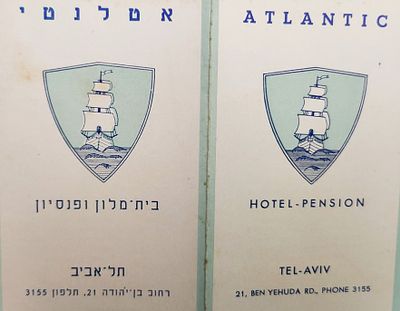 אטלנטי
בית־מלון ופנסיון
תל־אביב
רחוב בן־יהודה 21, תלפון 3155
ATLANTIC
HOTEL-PENSION
TEL-AVIV
21, BEN YEHUDA RD., PHONE 3155